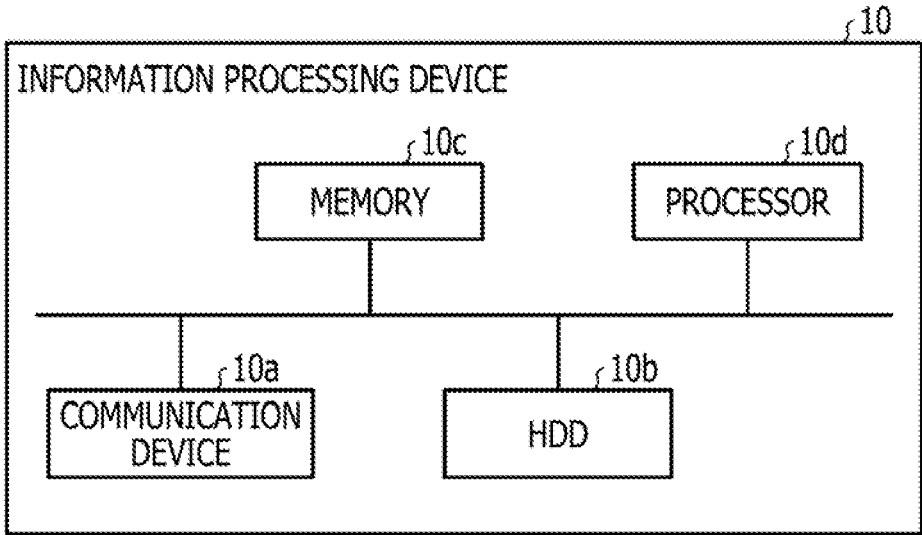 10
INFORMATION PROCESSING DEVICE
10c
MEMORY
10d
PROCESSOR
10a
COMMUNICATION
DEVICE
10b
HDD